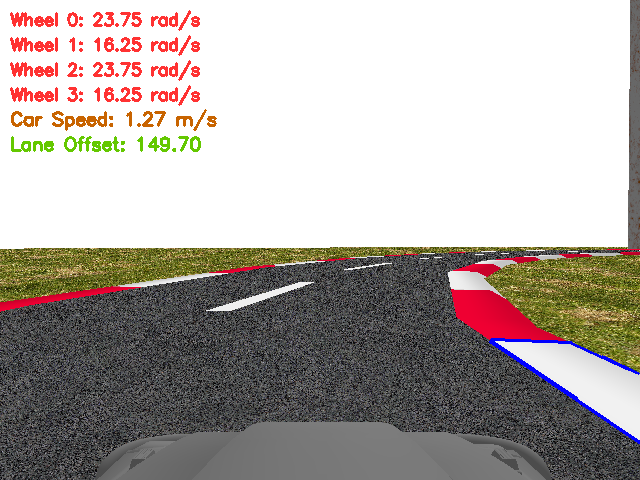 Wheel 0: 23.75 rad/s
Wheel 1: 16.25 rad/s
Wheel 2: 23.75 rad/s
Wheel 3: 16.25 rad/s
Car Speed: 1.27 m/s
Lane Offset: 149.70